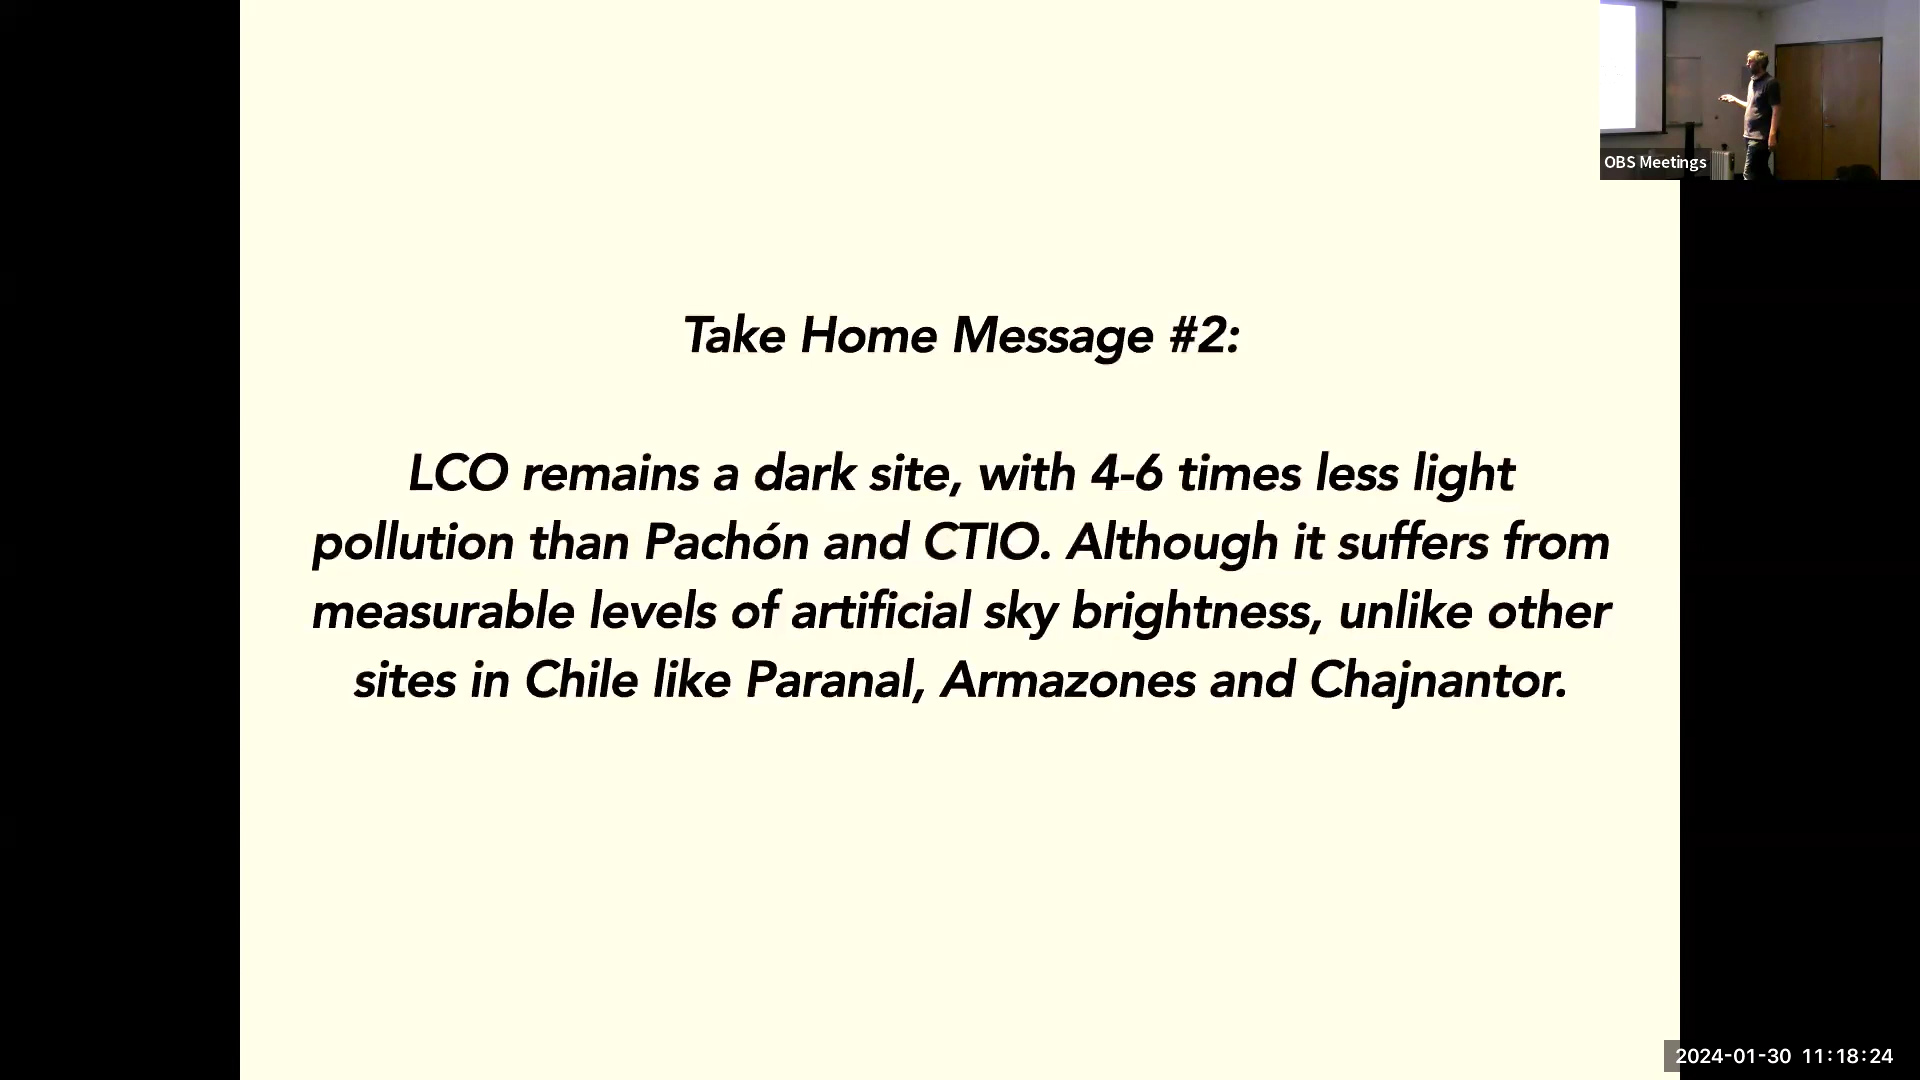 OBS Meetings
Take Home Message #2:
LCO remains a dark site, with 4-6 times less light
pollution than Pachón and CTIO. Although it suffers from
measurable levels of artificial sky brightness, unlike other
sites in Chile like Paranal, Armazones and Chajnantor.
2024-01-30 11:18:24